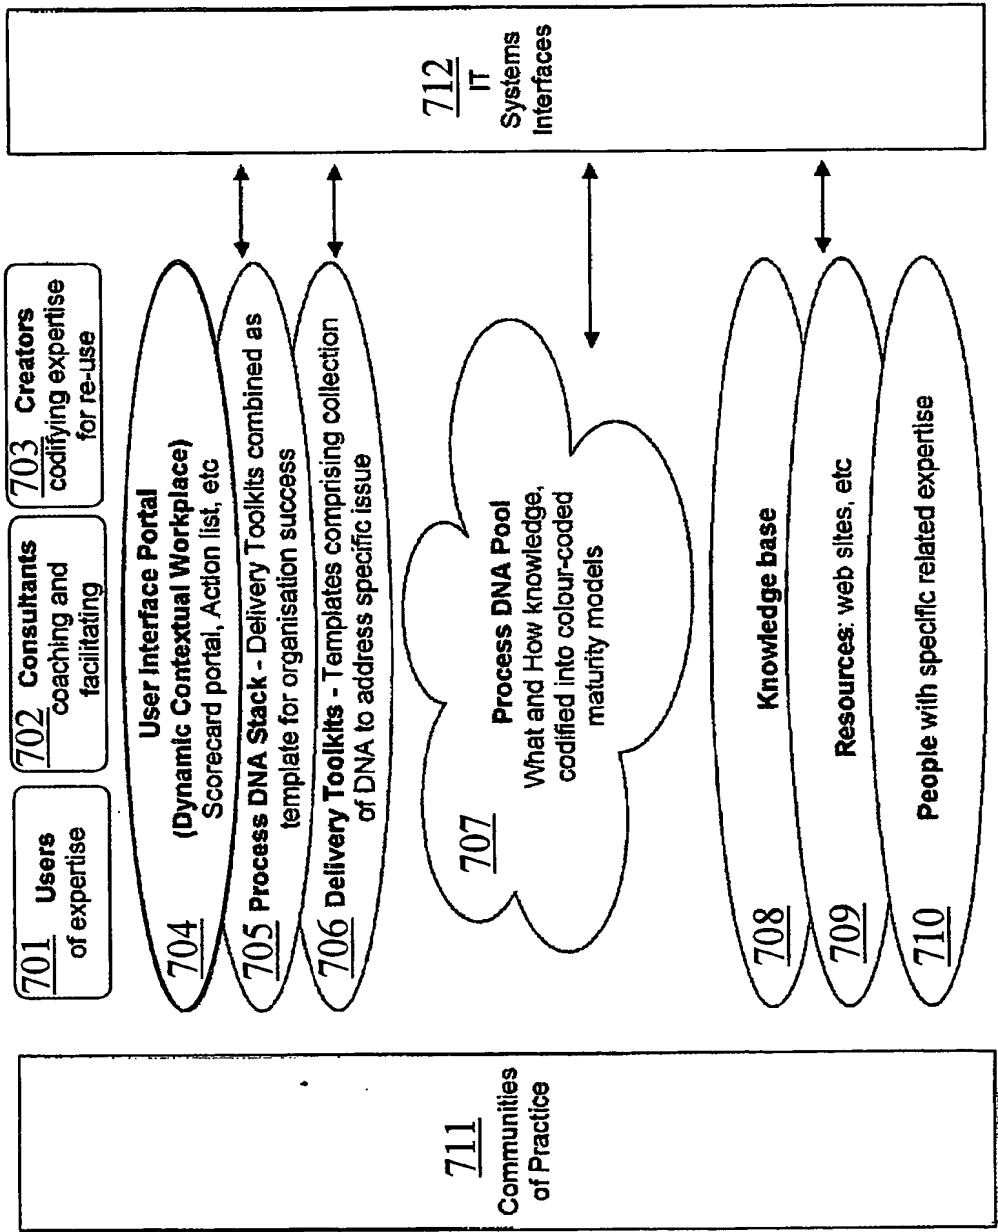 701 Users
of expertise
702 Consultants
coaching and
facilitating
703 Creators
codifying expertise
for re-use
704
User Interface Portal
(Dynamic Contextual Workplace)
Scorecard portal, Action list, etc
705 Process DNA Stack - Delivery Toolkits combined as
template for organisation success
706 Delivery Toolkits - Templates comprising collection
of DNA to address specific issue
707
Process DNA Pool
What and How knowledge,
codified into colour-coded
maturity models
708
Knowledge base
709
Resources: web sites, etc
710
People with specific related expertise
711
Communities
of Practice
712
IT
Systems
Interfaces